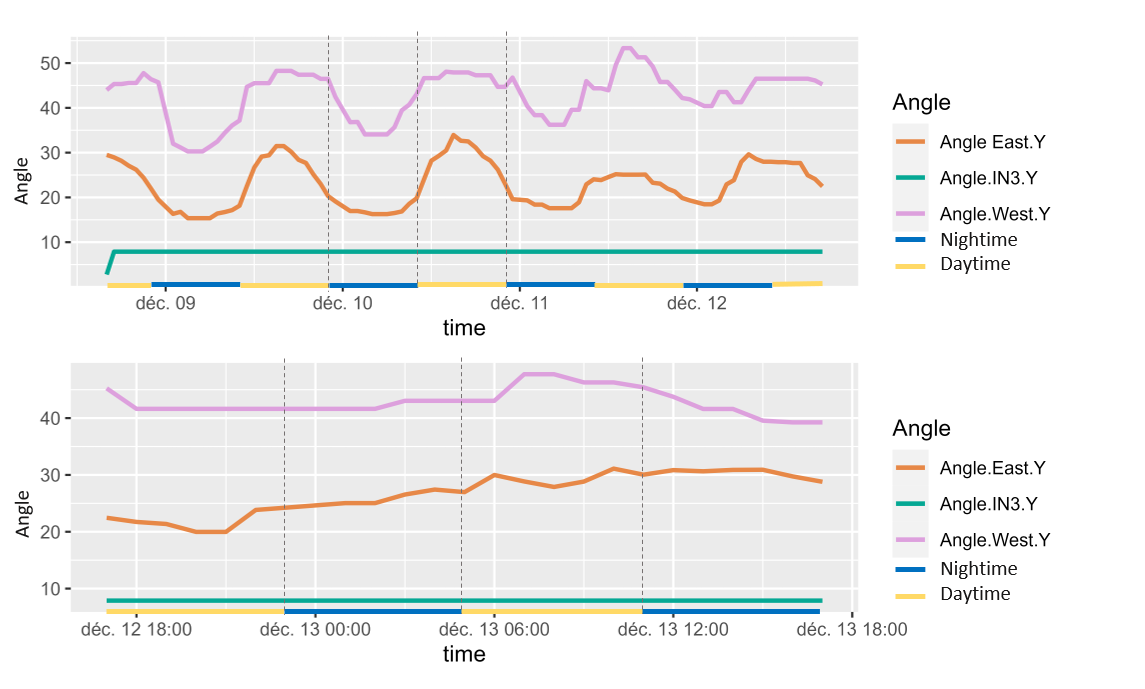 50
40
30
20
10
Angle
déc. 09
déc. 10
déc. 11
déc. 12
time
Angle
Angle East.Y
Angle.IN3.Y
Angle.West.Y
Nightime
Daytime
40
30
20
10
Angle
déc. 12 18:00
déc. 13 00:00
déc. 13 06:00
déc. 13 12:00
déc. 13 18:00
time
Angle
Angle.East.Y
Angle.IN3.Y
Angle.West.Y
Nightime
Daytime